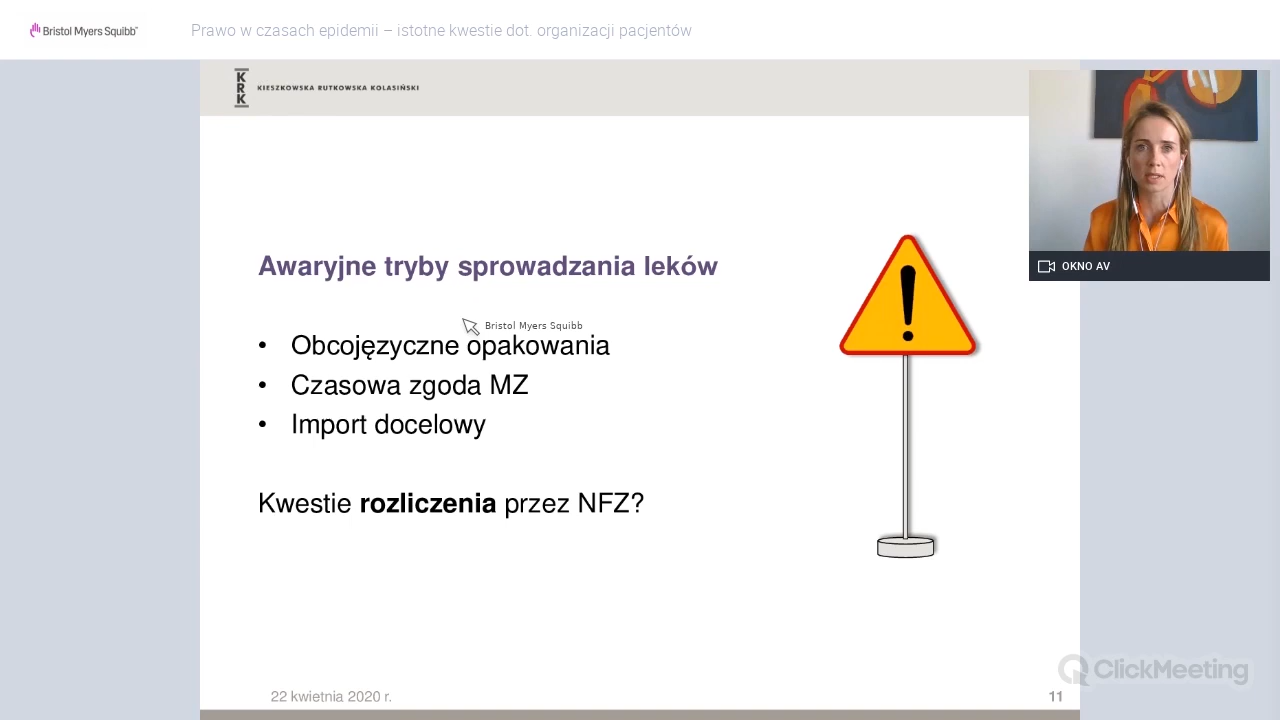 Bristol Myers Squibb™
Prawo w czasach epidemii – istotne kwestie dot. organizacji pacjentów
KRK
KIESZKOWSKA RUTKOWSKA KOLASIŃSKI
OKNO AV
Awaryjne tryby sprowadzania leków
Bristol Myers Squibb
• Obcojęzyczne opakowania
• Czasowa zgoda MZ
• Import docelowy
Kwestie rozliczenia przez NFZ?
ClickMeeting
22 kwietnia 2020 r.
11